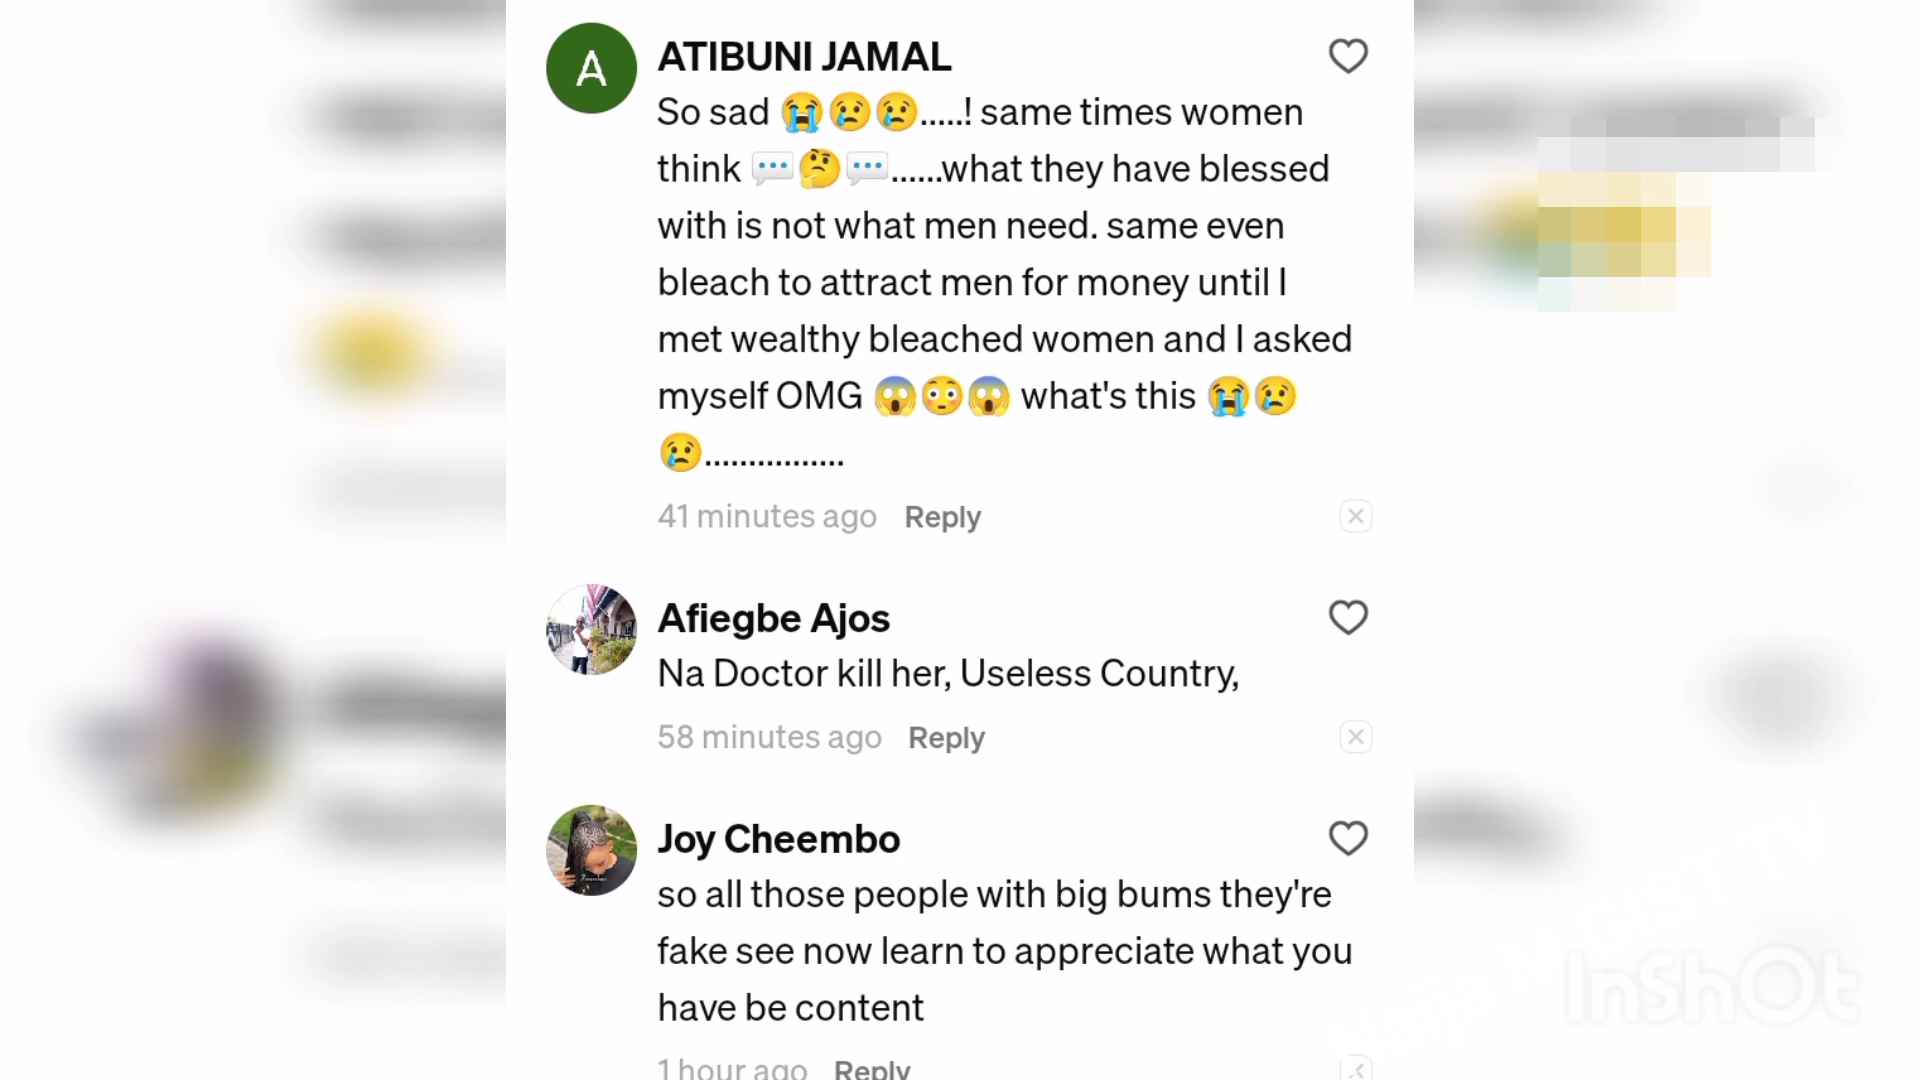 A
ATIBUNI JAMAL
So sad 😭😢😢.....! same times women
think 💬🤔💬......what they have blessed
with is not what men need. same even
bleach to attract men for money until I
met wealthy bleached women and I asked
myself OMG 😱😳😱 what's this 😭😢
😢................
41 minutes ago Reply
Afiegbe Ajos
Na Doctor kill her, Useless Country,
58 minutes ago Reply
Joy Cheembo
so all those people with big bums they're
fake see now learn to appreciate what you
have be content
1 hour ago Reply
InShOt